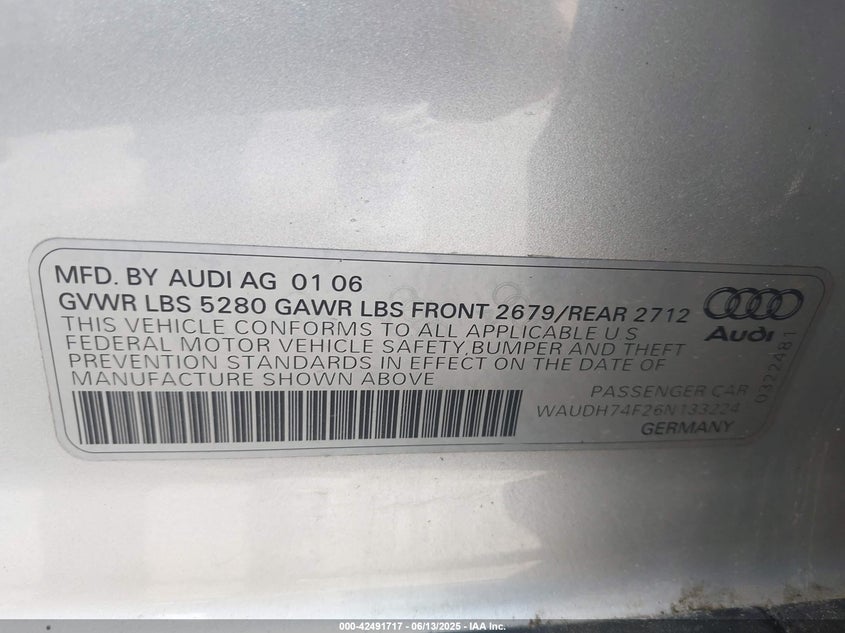 MFD. BY AUDI AG 01 06
GVWR LBS 5280 GAWR LBS FRONT 2679/REAR 2712
THIS VEHICLE CONFORMS TO ALL APPLICABLE U S
FEDERAL MOTOR VEHICLE SAFETY,BUMPER AND THEFT
PREVENTION STANDARDS IN EFFECT ON THE DATE OF
MANUFACTURE SHOWN ABOVE
Audi
0322481
PASSENGER CAR
WAUDH74F26N133224
GERMANY
000-42491717 - 06/13/2025 - IAA Inc.